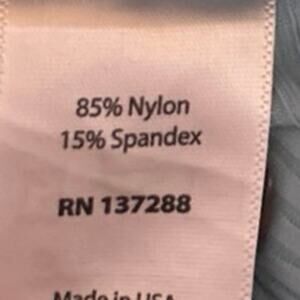 85% Nylon
15% Spandex
RN 137288
Made in USA